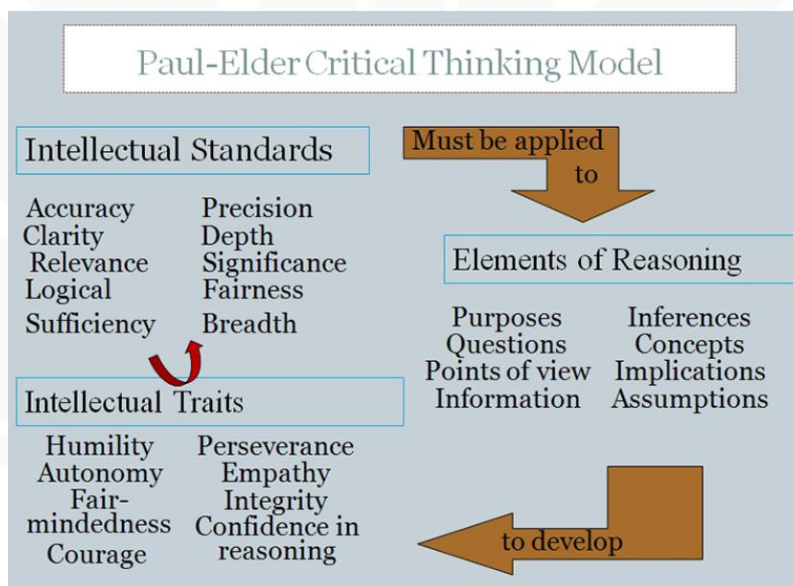 Paul-Elder Critical Thinking Model
Intellectual Standards
Accuracy
Clarity
Relevance
Logical
Sufficiency
Precision
Depth
Significance
Fairness
Breadth
Must be applied
to
Elements of Reasoning
Purposes
Questions
Points of view
Information
Inferences
Concepts
Implications
Assumptions
to develop
Intellectual Traits
Humility
Autonomy
Fair-
mindedness
Courage
Perseverance
Empathy
Integrity
Confidence in
reasoning